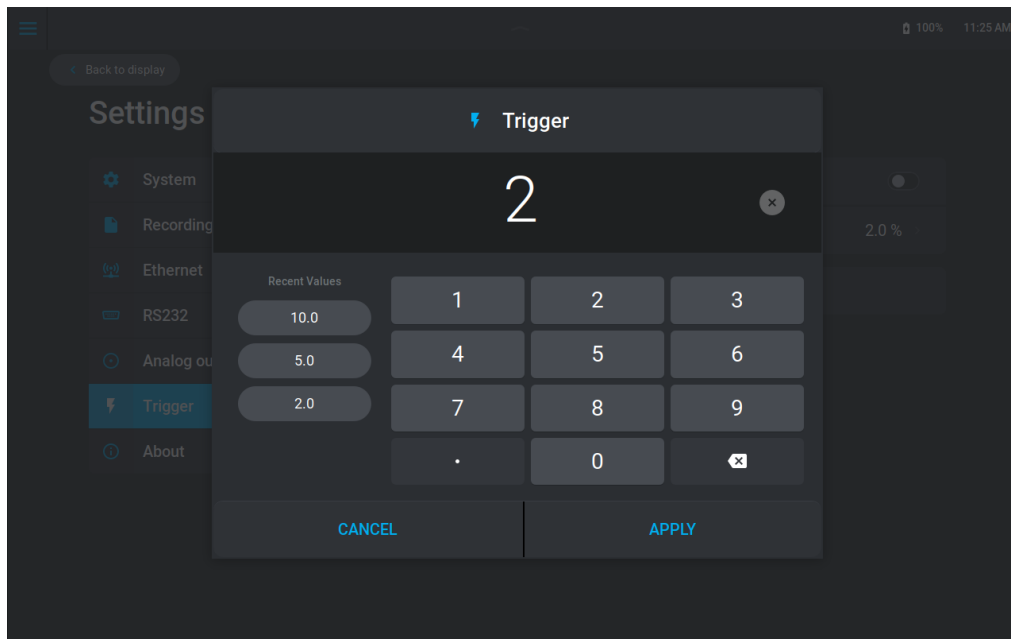 100% 11:25 AM
Back to display
Settings
Trigger
System
2
Recording
2.0 %
Ethernet
Recent Values
RS232
10.0
5.0
2.0
1 2 3
4 5 6
7 8 9
. 0
Analog ou
Trigger
About
CANCEL APPLY